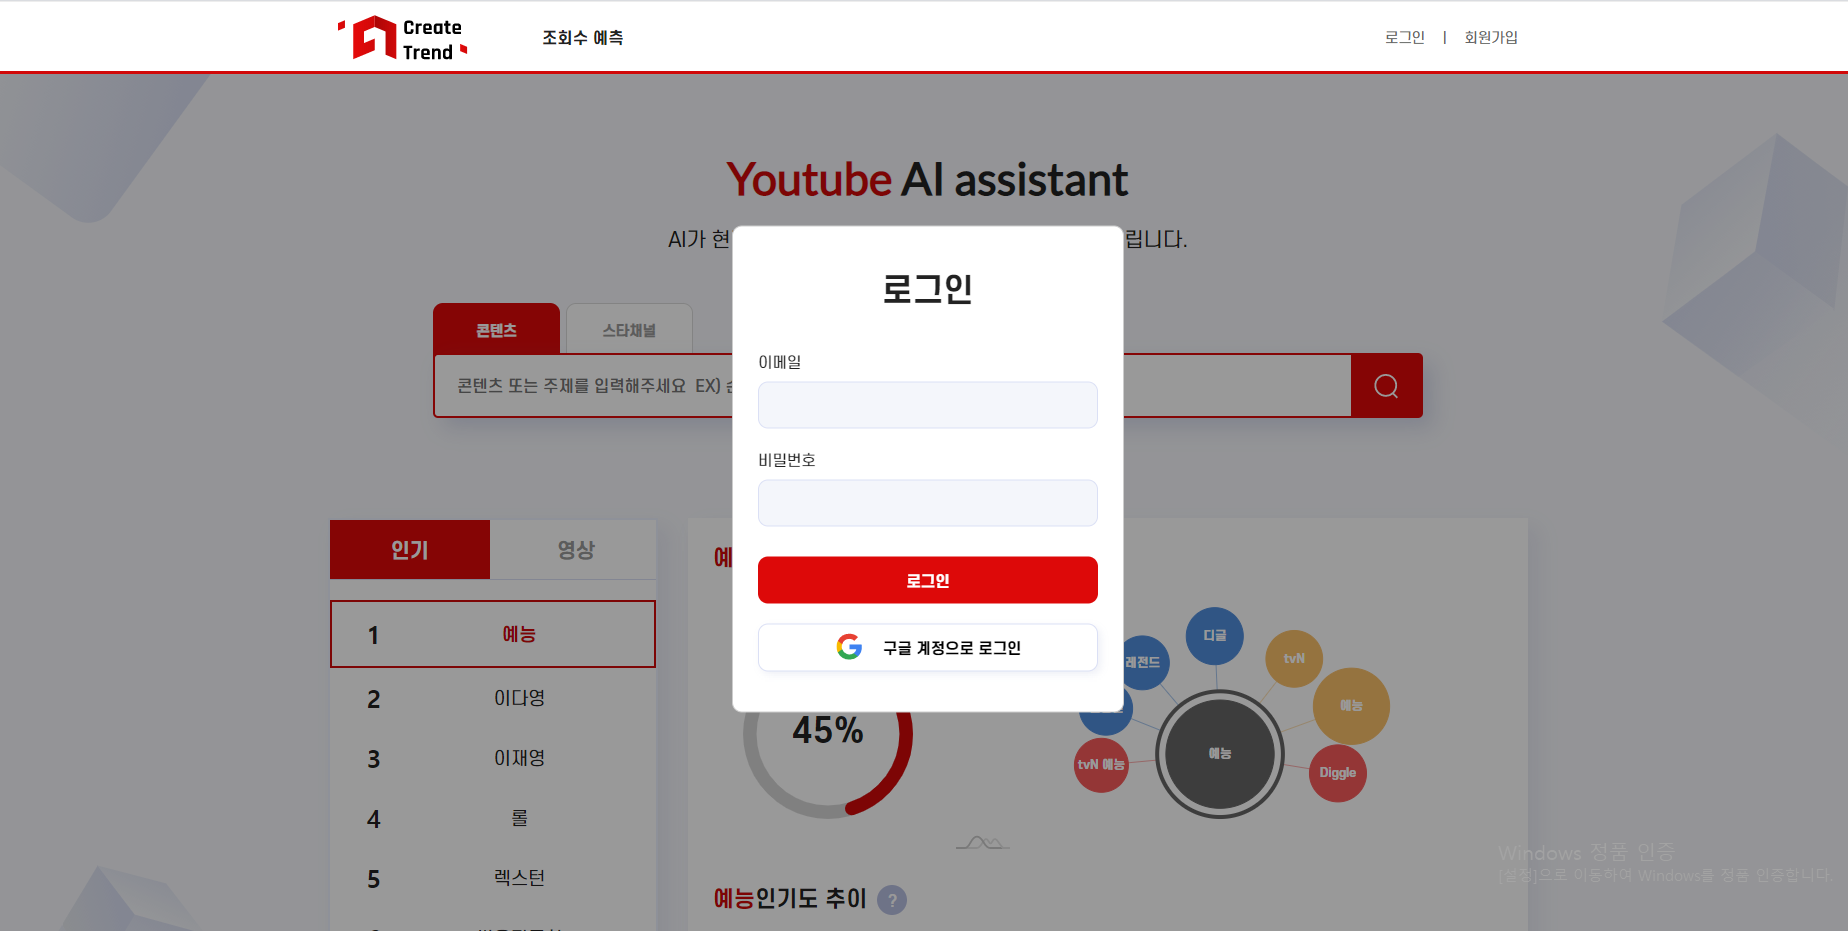 Create
Trend
조회수 예측
로그인 | 회원가입
Youtube AI assistant
AI가 현
립니다.
콘텐츠
스타채널
콘텐츠 또는 주제를 입력해주세요 EX)
로그인
이메일
비밀번호
로그인
구글 계정으로 로그인
인기
영상
1 예능
2 이다영
3 이재영
4 롤
5 렉스턴
예
45%
레전드
디글
tvN
예능
tvN 예능
예능
Diggle
예능인기도 추이 ?
Windows 정품 인증
[설정]으로 이동하여 Windows를 정품 인증합니다.